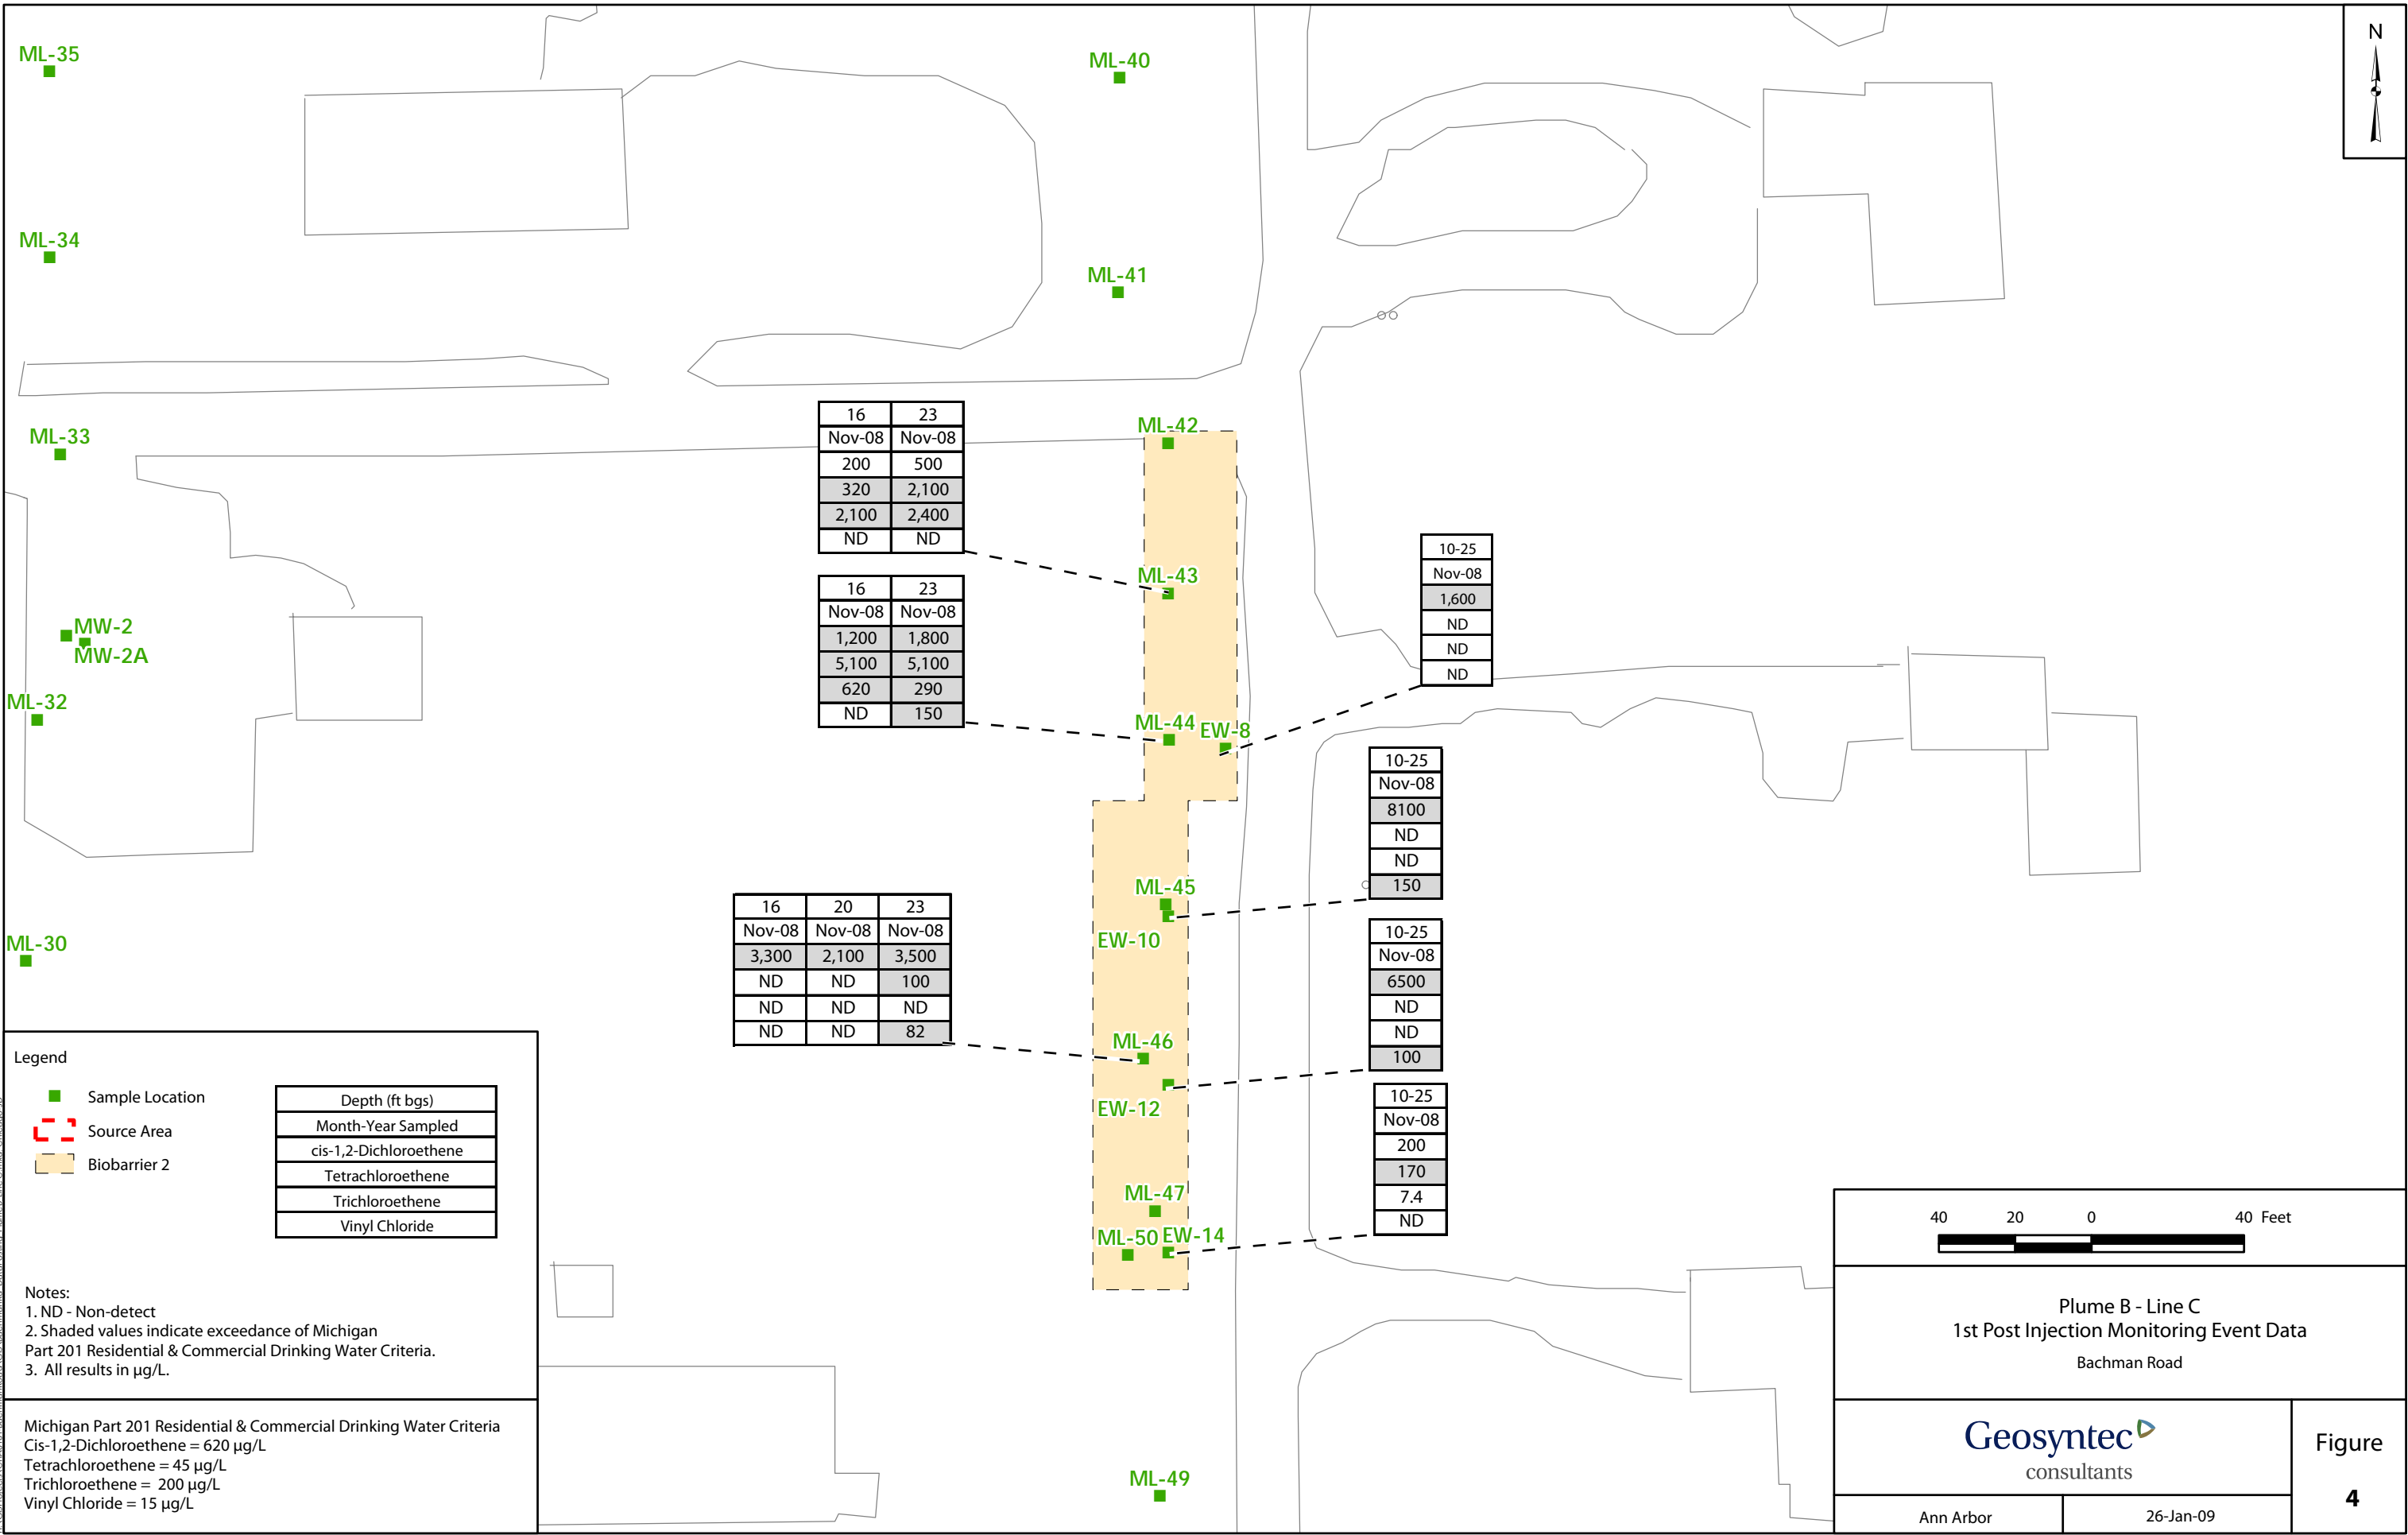 N
ML-35
ML-40
ML-34
ML-41
ML-33
ML-42
16 23
Nov-08 Nov-08
200 500
320 2,100
2,100 2,400
ND ND
ML-43
16 23
Nov-08 Nov-08
1,200 1,800
5,100 5,100
620 290
ND 150
10-25
Nov-08
1,600
ND
ND
ND
MW-2
MW-2A
ML-32
ML-44 EW-8
10-25
Nov-08
8100
ND
ND
150
ML-45
EW-10
ML-30
16 20 23
Nov-08 Nov-08 Nov-08
3,300 2,100 3,500
ND ND 100
ND ND ND
ND ND 82
10-25
Nov-08
6500
ND
ND
100
ML-46
EW-12
10-25
Nov-08
200
170
7.4
ND
ML-47
ML-50 EW-14
ML-49
Legend
Sample Location
Source Area
Biobarrier 2
Depth (ft bgs)
Month-Year Sampled
cis-1,2-Dichloroethene
Tetrachloroethene
Trichloroethene
Vinyl Chloride
Notes:
1. ND - Non-detect
2. Shaded values indicate exceedance of Michigan
Part 201 Residential & Commercial Drinking Water Criteria.
3. All results in µg/L.
Michigan Part 201 Residential & Commercial Drinking Water Criteria
Cis-1,2-Dichloroethene = 620 µg/L
Tetrachloroethene = 45 µg/L
Trichloroethene = 200 µg/L
Vinyl Chloride = 15 µg/L
40 20 0 40 Feet
Plume B - Line C
1st Post Injection Monitoring Event Data
Bachman Road
Geosyntec
consultants
Figure
4
Ann Arbor
26-Jan-09